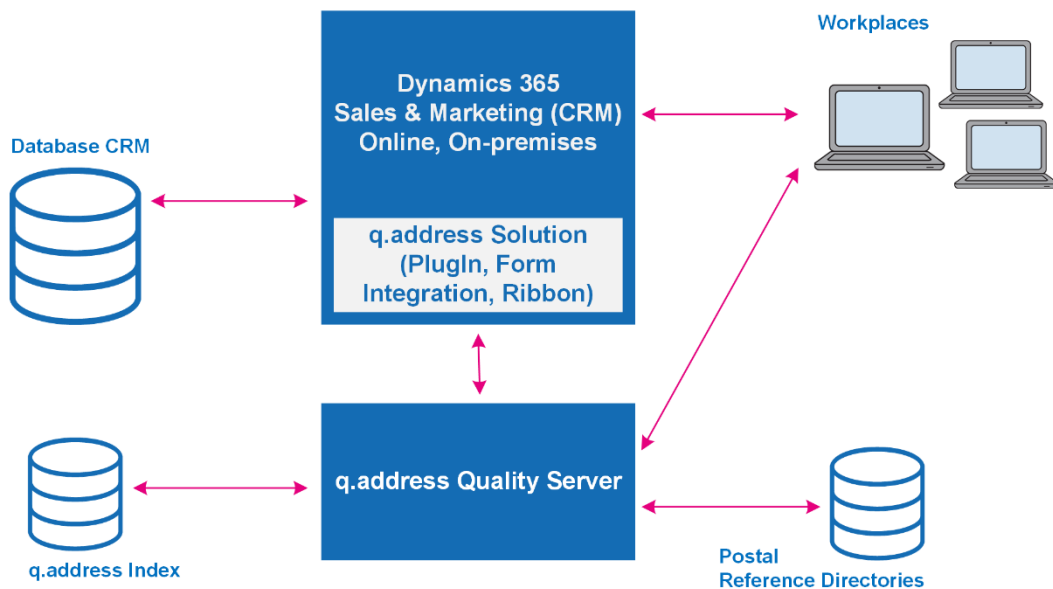 Workplaces
Dynamics 365
Sales & Marketing (CRM)
Online, On-premises
Database CRM
q.address Solution
(PlugIn, Form
Integration, Ribbon)
q.address Quality Server
q.address Index
Postal
Reference Directories